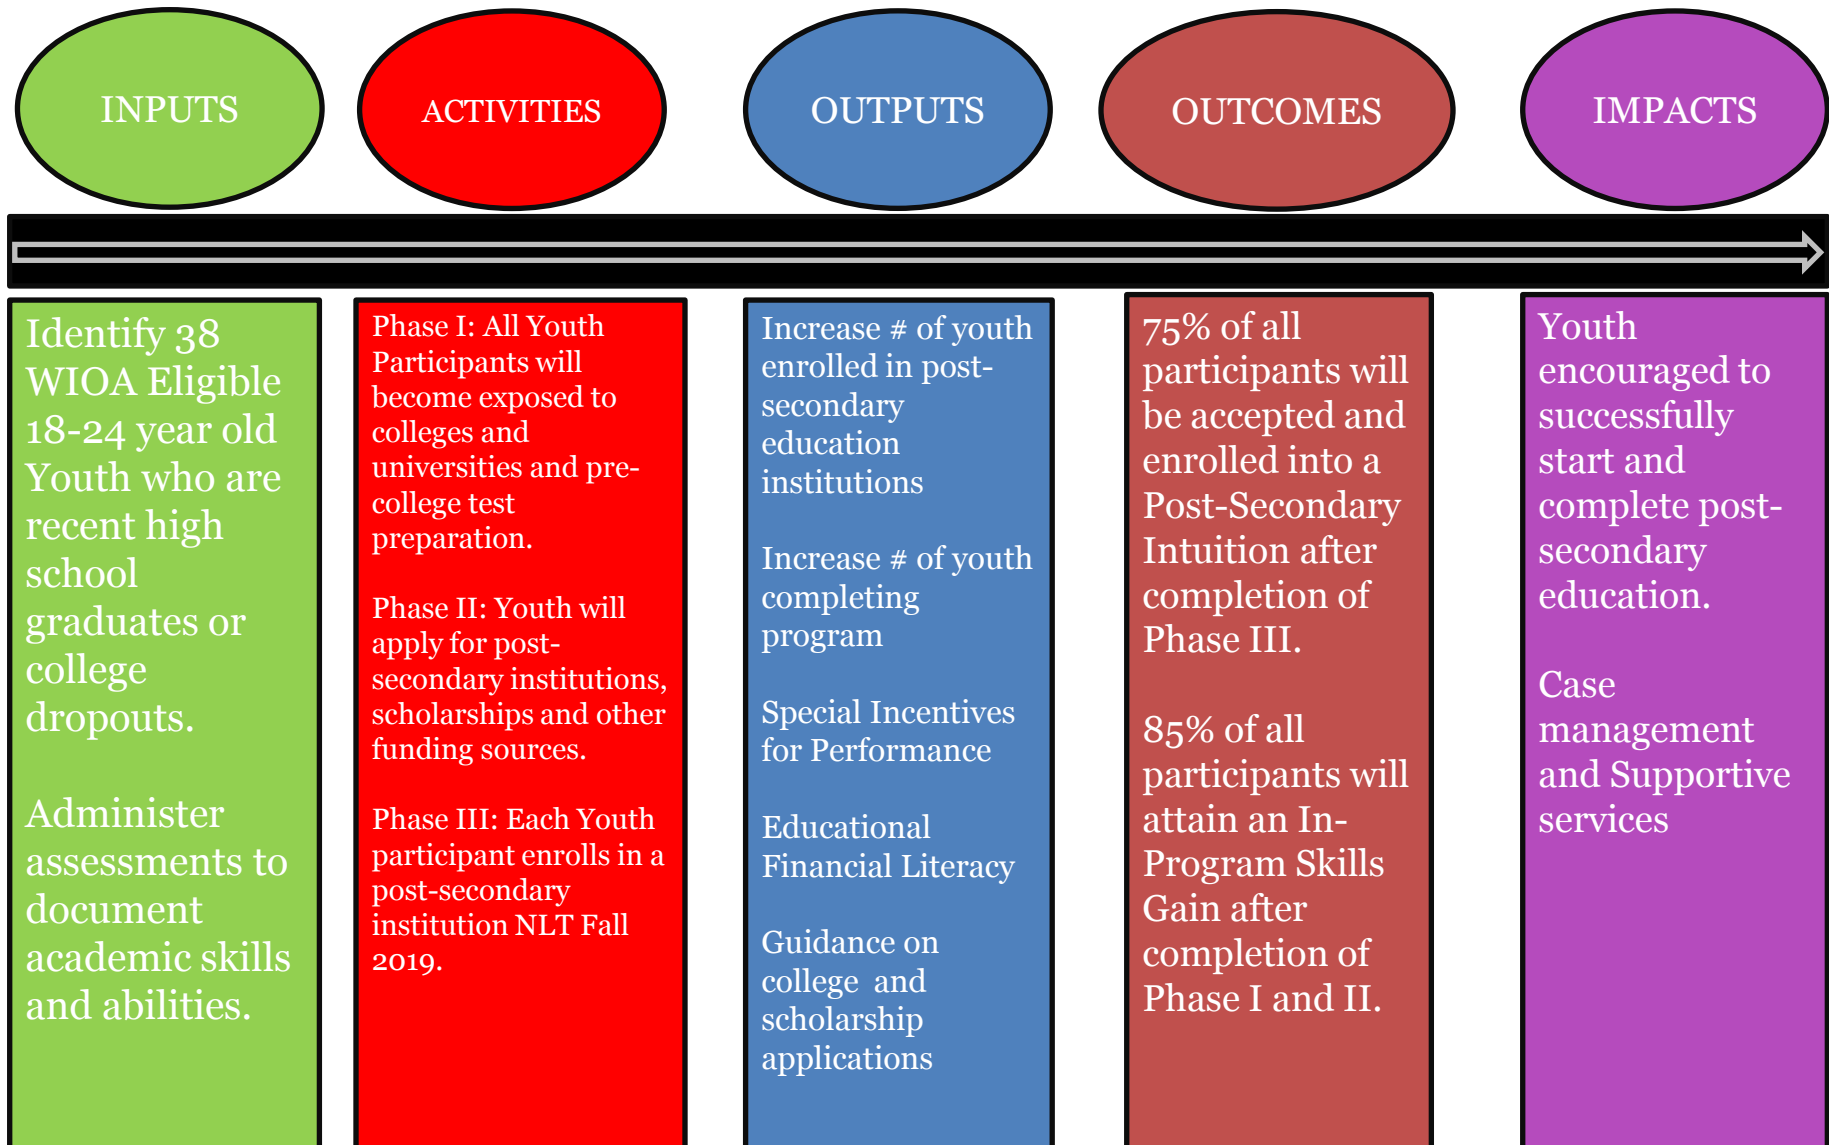 INPUTS
ACTIVITIES
OUTPUTS
OUTCOMES
IMPACTS
Identify 38
WIOA Eligible
18-24 year old
Youth who are
recent high
school
graduates or
college
dropouts.
Administer
assessments to
document
academic skills
and abilities.
Phase I: All Youth
Participants will
become exposed to
colleges and
universities and pre-
college test
preparation.
Phase II: Youth will
apply for post-
secondary institutions,
scholarships and other
funding sources.
Phase III: Each Youth
participant enrolls in a
post-secondary
institution NLT Fall
2019.
Increase # of youth
enrolled in post-
secondary
education
institutions
Increase # of youth
completing
program
Special Incentives
for Performance
Educational
Financial Literacy
Guidance on
college and
scholarship
applications
75% of all
participants will
be accepted and
enrolled into a
Post-Secondary
Intuition after
completion of
Phase III.
85% of all
participants will
attain an In-
Program Skills
Gain after
completion of
Phase I and II.
Youth
encouraged to
successfully
start and
complete post-
secondary
education.
Case
management
and Supportive
services